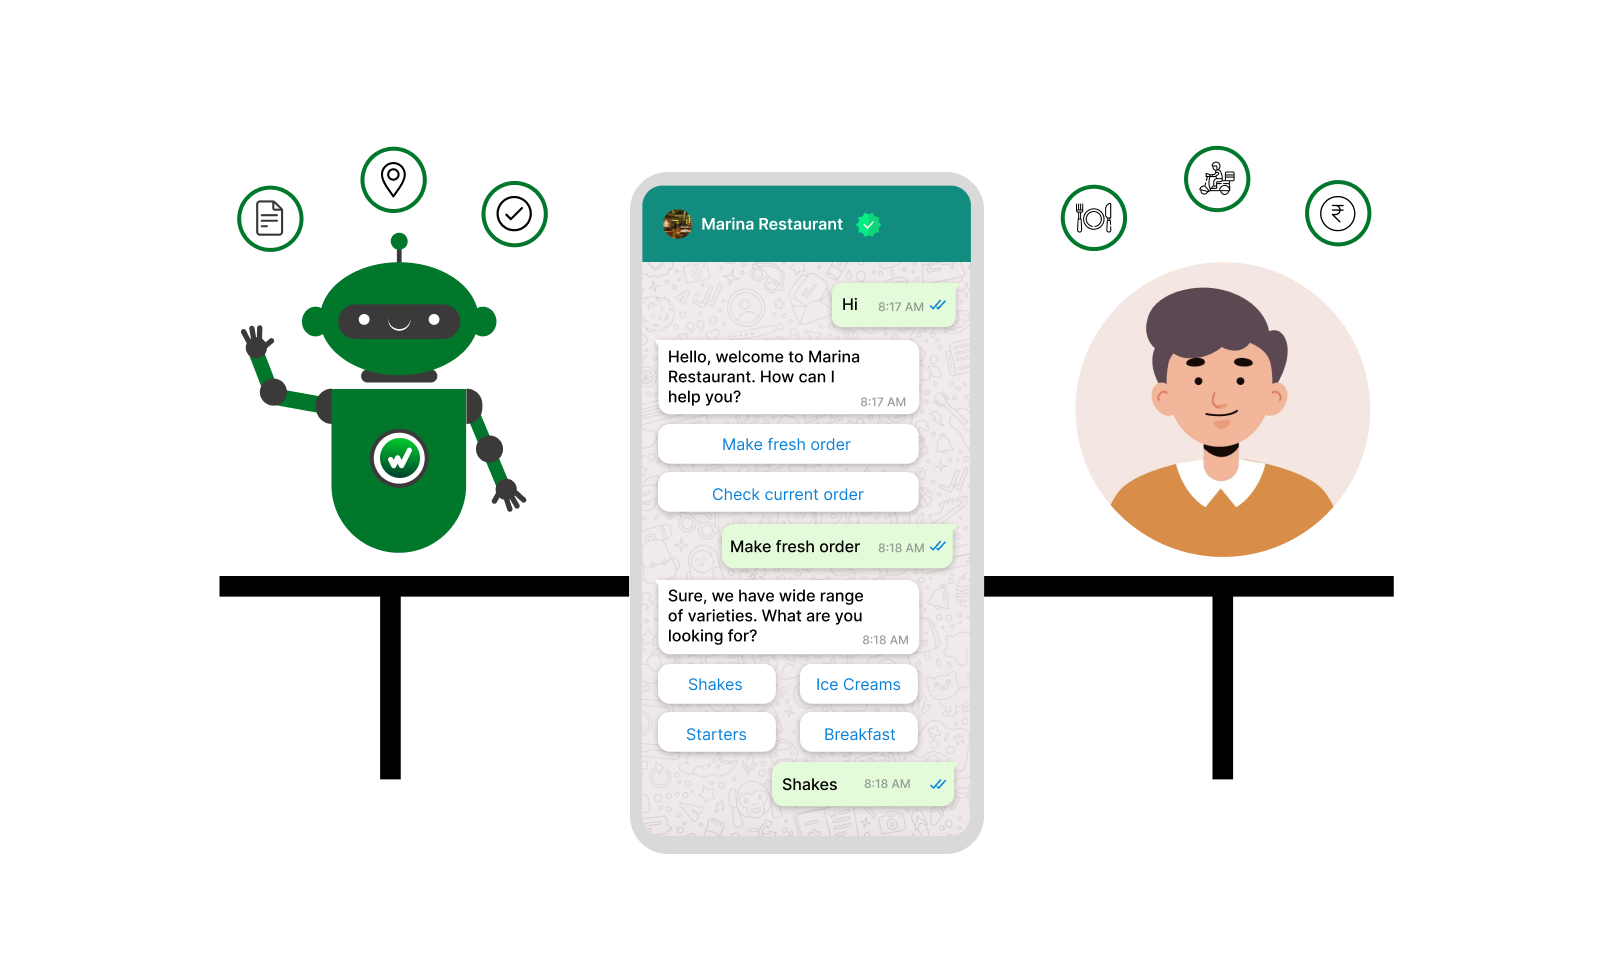 Marina Restaurant
Hi 8:17 AM
Hello, welcome to Marina
Restaurant. How can I
help you?
8:17 AM
Make fresh order
Check current order
Make fresh order 8:18 AM
Sure, we have wide range
of varieties. What are you
looking for?
8:18 AM
Shakes
Ice Creams
Starters
Breakfast
Shakes 8:18 AM